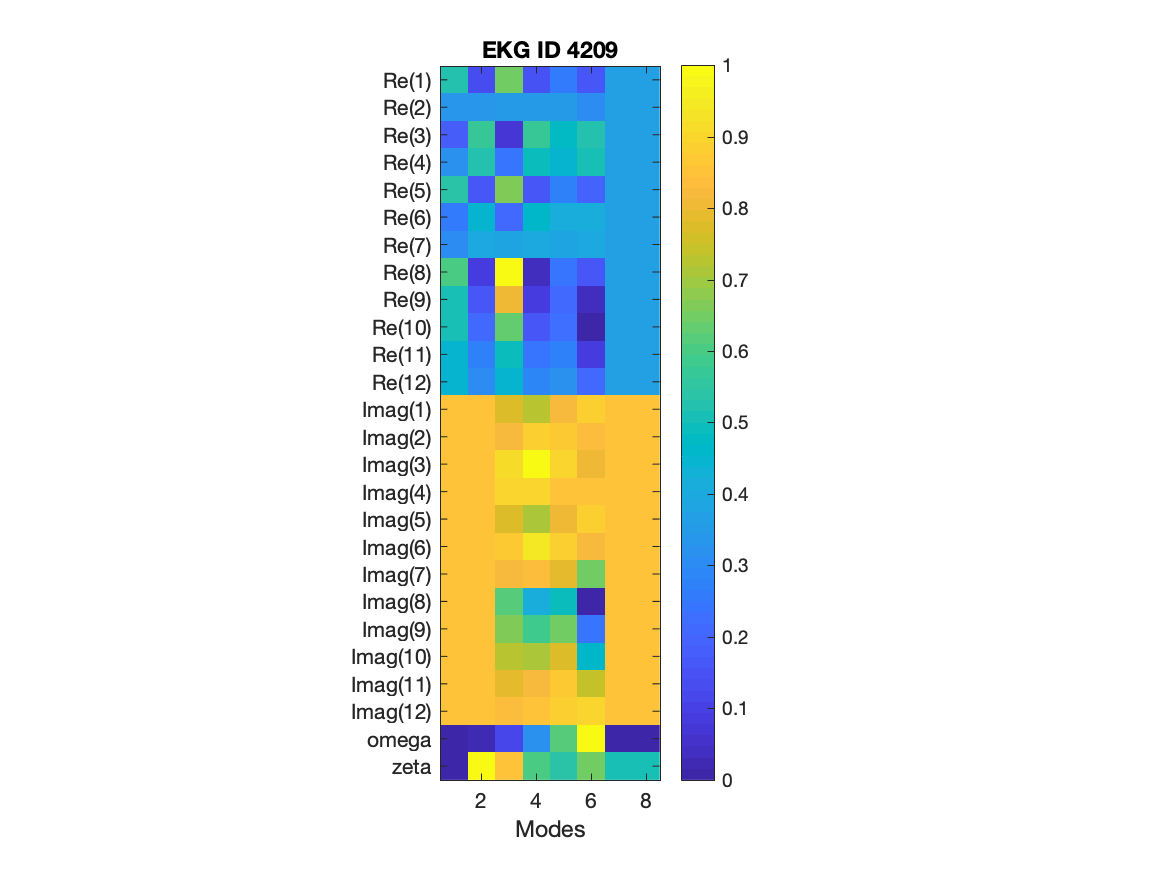 EKG ID 4209
Re(1)
Re(2)
Re(3)
Re(4)
Re(5)
Re(6)
Re(7)
Re(8)
Re(9)
Re(10)
Re(11)
Re(12)
Imag(1)
Imag(2)
Imag(3)
Imag(4)
Imag(5)
Imag(6)
Imag(7)
Imag(8)
Imag(9)
Imag(10)
Imag(11)
Imag(12)
omega
zeta
2 4 6 8
Modes
1
0.9
0.8
0.7
0.6
0.5
0.4
0.3
0.2
0.1
0